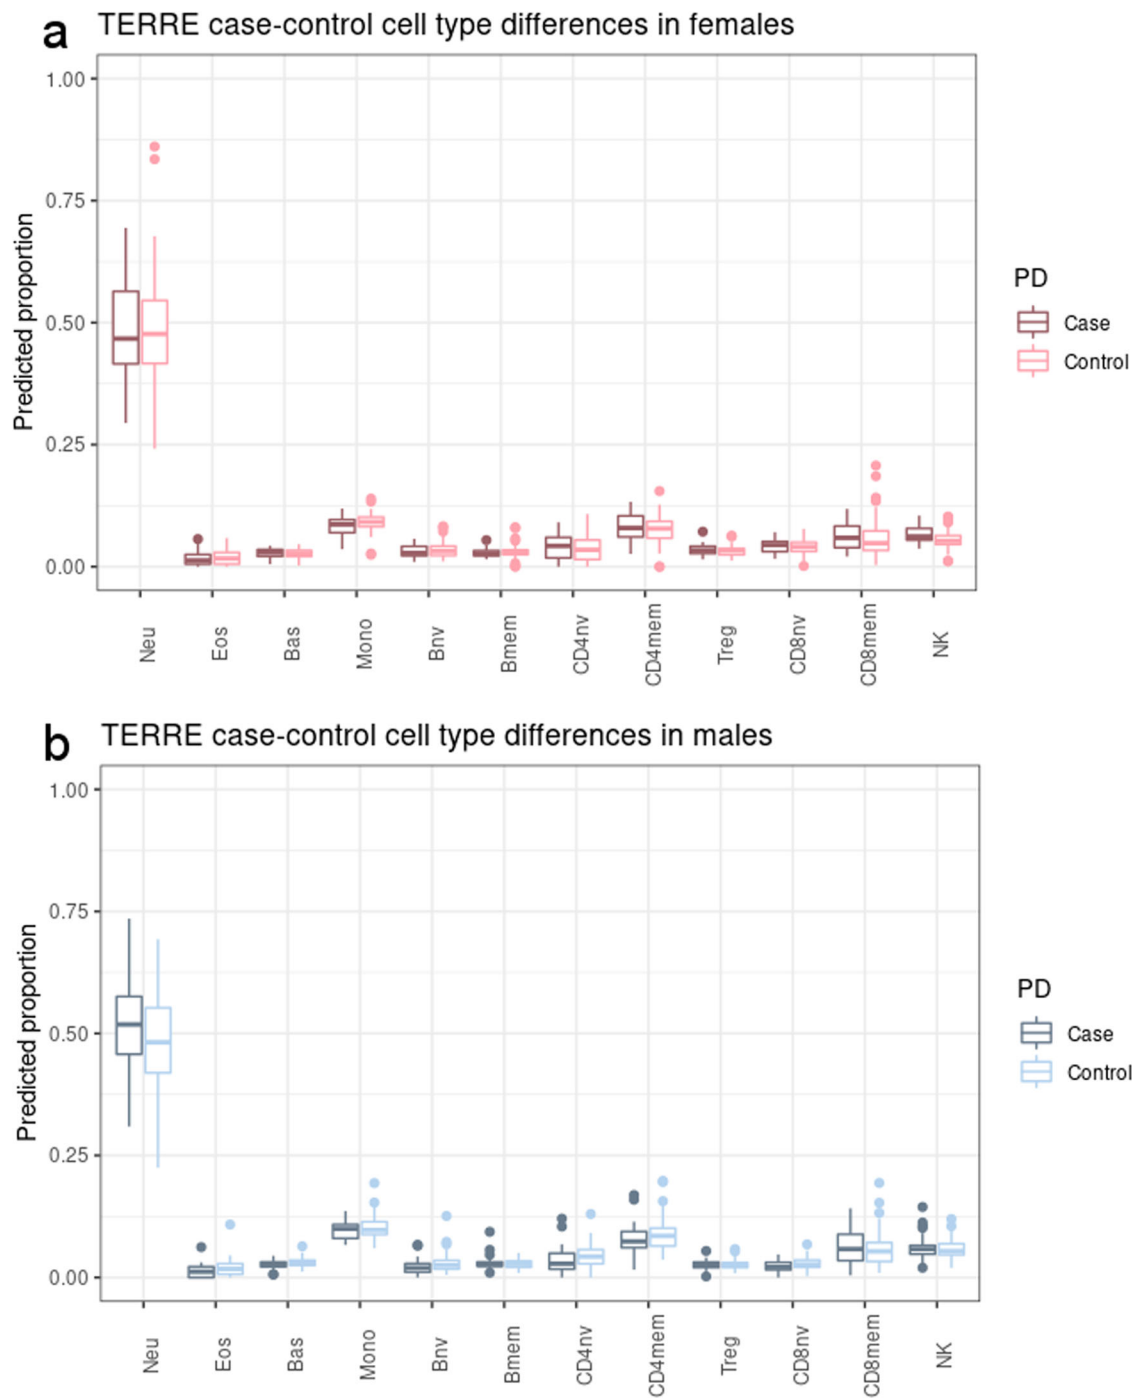 a TERRE case-control cell type differences in females
Predicted proportion
1.00
0.75
0.50
0.25
0.00
Neu Eos Bas Mono Bnv Bmem CD4nv CD4mem Treg CD8nv CD8mem NK
PD
Case
Control
b TERRE case-control cell type differences in males
Predicted proportion
1.00
0.75
0.50
0.25
0.00
Neu Eos Bas Mono Bnv Bmem CD4nv CD4mem Treg CD8nv CD8mem NK
PD
Case
Control